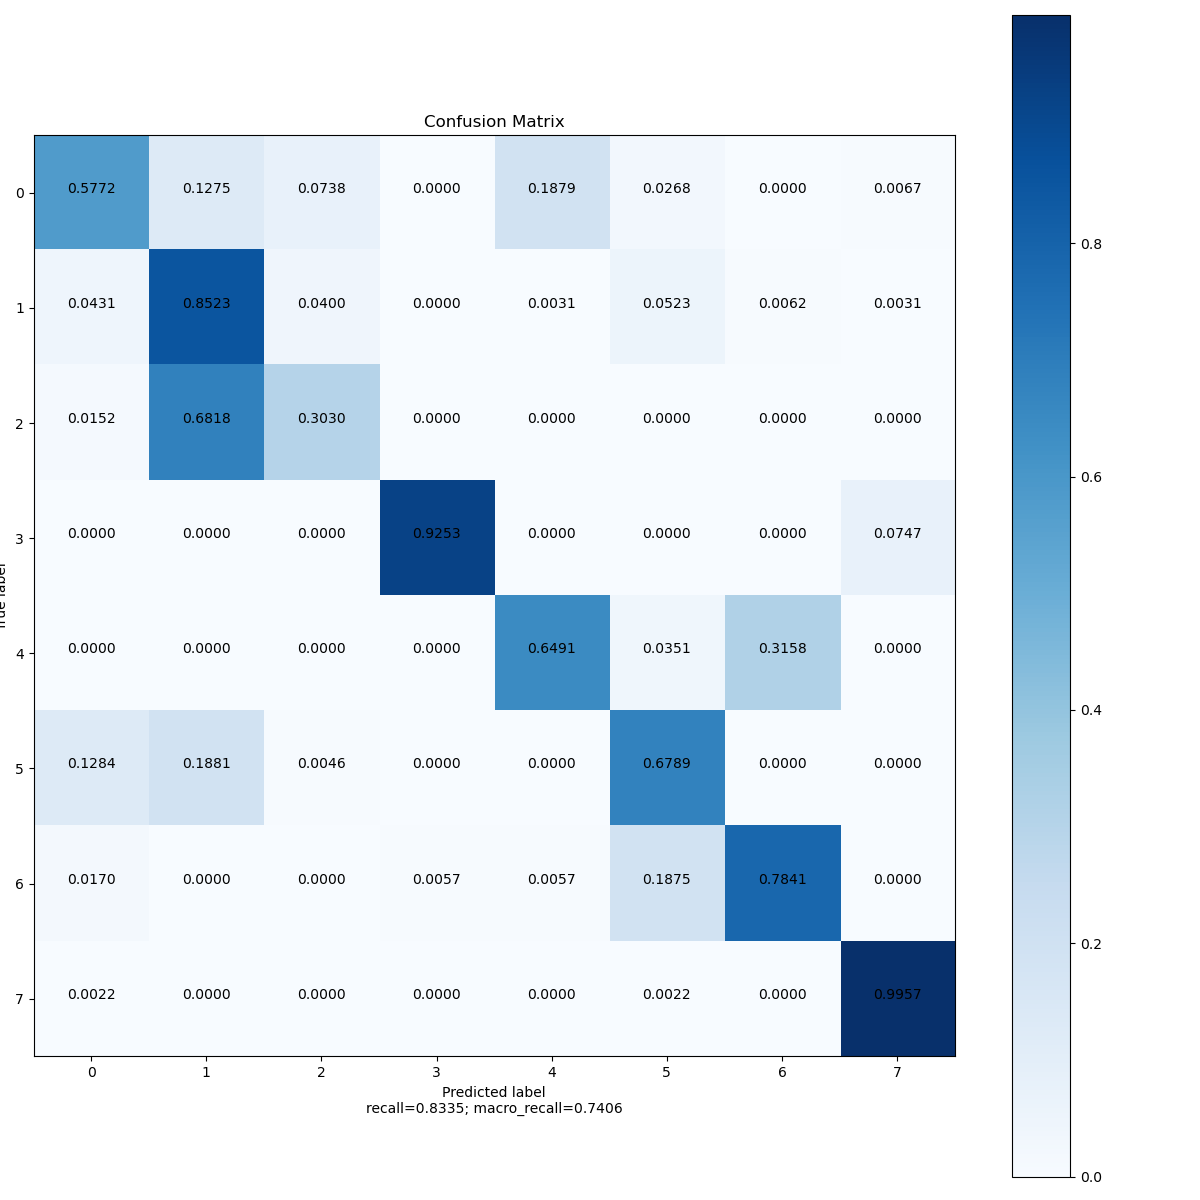 Confusion Matrix
0 0.5772 0.1275 0.0738 0.0000 0.1879 0.0268 0.0000 0.0067
1 0.0431 0.8523 0.0400 0.0000 0.0031 0.0523 0.0062 0.0031
2 0.0152 0.6818 0.3030 0.0000 0.0000 0.0000 0.0000 0.0000
3 0.0000 0.0000 0.0000 0.9253 0.0000 0.0000 0.0000 0.0747
4 0.0000 0.0000 0.0000 0.0000 0.6491 0.0351 0.3158 0.0000
5 0.1284 0.1881 0.0046 0.0000 0.0000 0.6789 0.0000 0.0000
6 0.0170 0.0000 0.0000 0.0057 0.0057 0.1875 0.7841 0.0000
7 0.0022 0.0000 0.0000 0.0000 0.0000 0.0022 0.0000 0.9957
0 1 2 3 4 5 6 7
Predicted label
recall=0.8335; macro_recall=0.7406
0.8
0.6
0.4
0.2
0.0